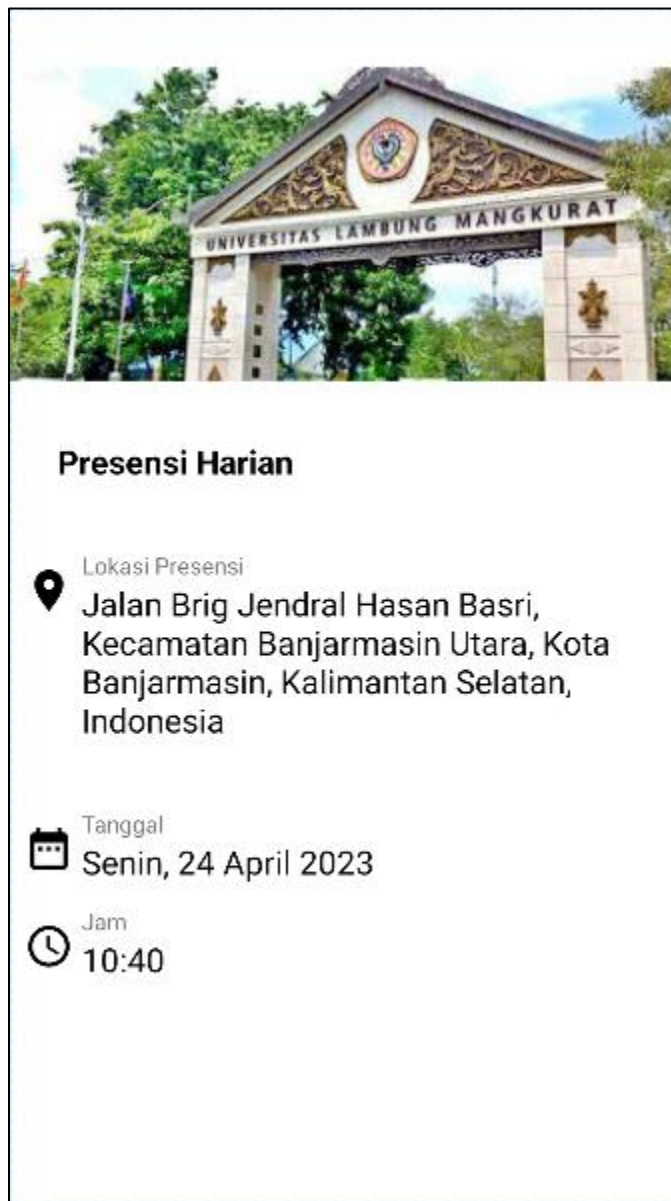 UNIVERSITAS LAMBUNG MANGKURAT
Presensi Harian
Lokasi Presensi
Jalan Brig Jendral Hasan Basri,
Kecamatan Banjarmasin Utara, Kota
Banjarmasin, Kalimantan Selatan,
Indonesia
Tanggal
Senin, 24 April 2023
Jam
10:40